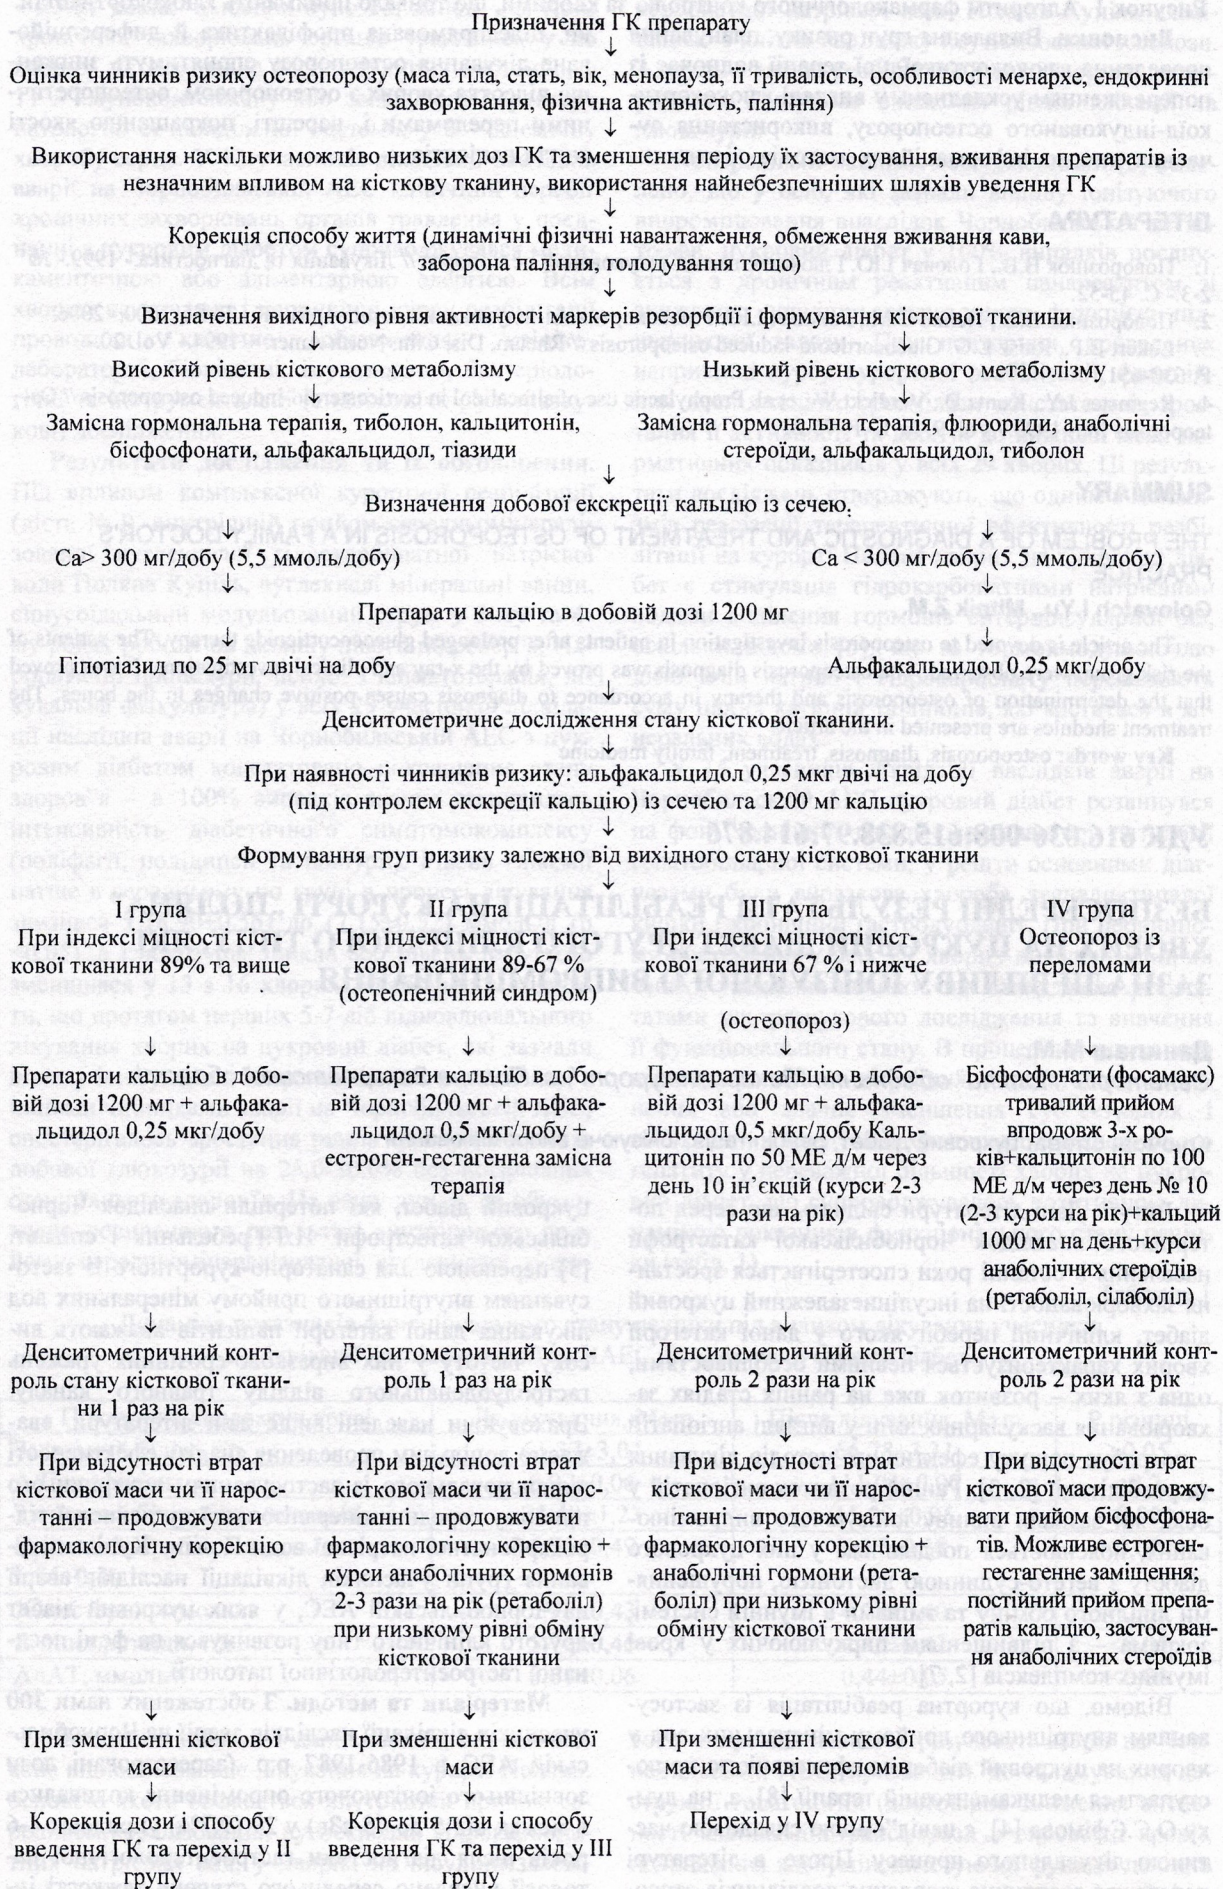 Призначення ГК препарату
Оцінка чинників ризику остеопорозу (маса тіла, стать, вік, менопауза, її тривалість, особливості менархе, ендокринні
захворювання, фізична активність, паління)
Використання наскільки можливо низьких доз ГК та зменшення періоду їх застосування, вживання препаратів із
незначним впливом на кісткову тканину, використання найнебезпечніших шляхів уведення ГК
Корекція способу життя (динамічні фізичні навантаження, обмеження вживання кави,
заборона паління, голодування тощо)
Визначення вихідного рівня активності маркерів резорбції і формування кісткової тканини.
Високий рівень кісткового метаболізму
Низький рівень кісткового метаболізму
Замісна гормональна терапія, тиболон, кальцитонін,
бісфосфонати, альфакальцидол, тіазиди
Замісна гормональна терапія, флюориди, анаболічні
стероїди, альфакальцидол, тиболон
Визначення добової екскреції кальцію із сечею.
Ca> 300 мг/добу (5,5 ммоль/добу)
Ca < 300 мг/добу (5,5 ммоль/добу)
Препарати кальцію в добовій дозі 1200 мг
Гіпотіазид по 25 мг двічі на добу
Альфакальцидол 0,25 мкг/добу
Денситометричне дослідження стану кісткової тканини.
При наявності чинників ризику: альфакальцидол 0,25 мкг двічі на добу
(під контролем екскреції кальцію) із сечею та 1200 мг кальцію
Формування груп ризику залежно від вихідного стану кісткової тканини
I група
При індексі міцності кіст-
кової тканини 89% та вище
II група
При індексі міцності кіст-
кової тканини 89-67 %
(остеопенічний синдром)
III група
При індексі міцності кіст-
кової тканини 67 % і нижче
(остеопороз)
IV група
Остеопороз із
переломами
Препарати кальцію в добо-
вій дозі 1200 мг + альфака-
льцидол 0,25 мкг/добу
Препарати кальцію в добо-
вій дозі 1200 мг + альфака-
льцидол 0,5 мкг/добу +
естроген-гестагенна замісна
терапія
Препарати кальцію в добо-
вій дозі 1200 мг + альфака-
льцидол 0,5 мкг/добу Каль-
цитонін по 50 МЕ д/м через
день 10 ін’єкцій (курси 2-3
рази на рік)
Бісфосфонати (фосамакс)
тривалий прийом
впродовж 3-х ро-
ків+кальцитонін по 100
МЕ д/м через день № 10
(2-3 курси на рік)+кальций
1000 мг на день+курси
анаболічних стероїдів
(ретаболіл, сілаболіл)
Денситометричний конт-
роль стану кісткової ткани-
ни 1 раз на рік
Денситометричний конт-
роль 1 раз на рік
Денситометричний конт-
роль 2 рази на рік
Денситометричний конт-
роль 2 рази на рік
При відсутності втрат
кісткової маси чи її нарос-
танні – продовжувати
фармакологічну корекцію
При відсутності втрат
кісткової маси чи її нарос-
танні – продовжувати
фармакологічну корекцію +
курси анаболічних гормонів
2-3 рази на рік (ретаболіл)
при низькому рівні обміну
кісткової тканини
При відсутності втрат
кісткової маси чи її нарос-
танні – продовжувати
фармакологічну корекцію +
анаболічні гормони (рета-
боліл) при низькому рівні
обміну кісткової тканини
При відсутності втрат
кісткової маси продовжу-
вати прийом бісфосфона-
тів. Можливе естроген-
гестагенне заміщення;
постійний прийом препа-
ратів кальцію, застосуван-
ня анаболічних стероїдів
При зменшенні кісткової
маси
При зменшенні кісткової
маси
При зменшенні кісткової
маси та появі переломів
Корекція дози і способу
введення ГК та перехід у II
групу
Корекція дози і способу
введення ГК та перехід у III
групу
Перехід у IV групу